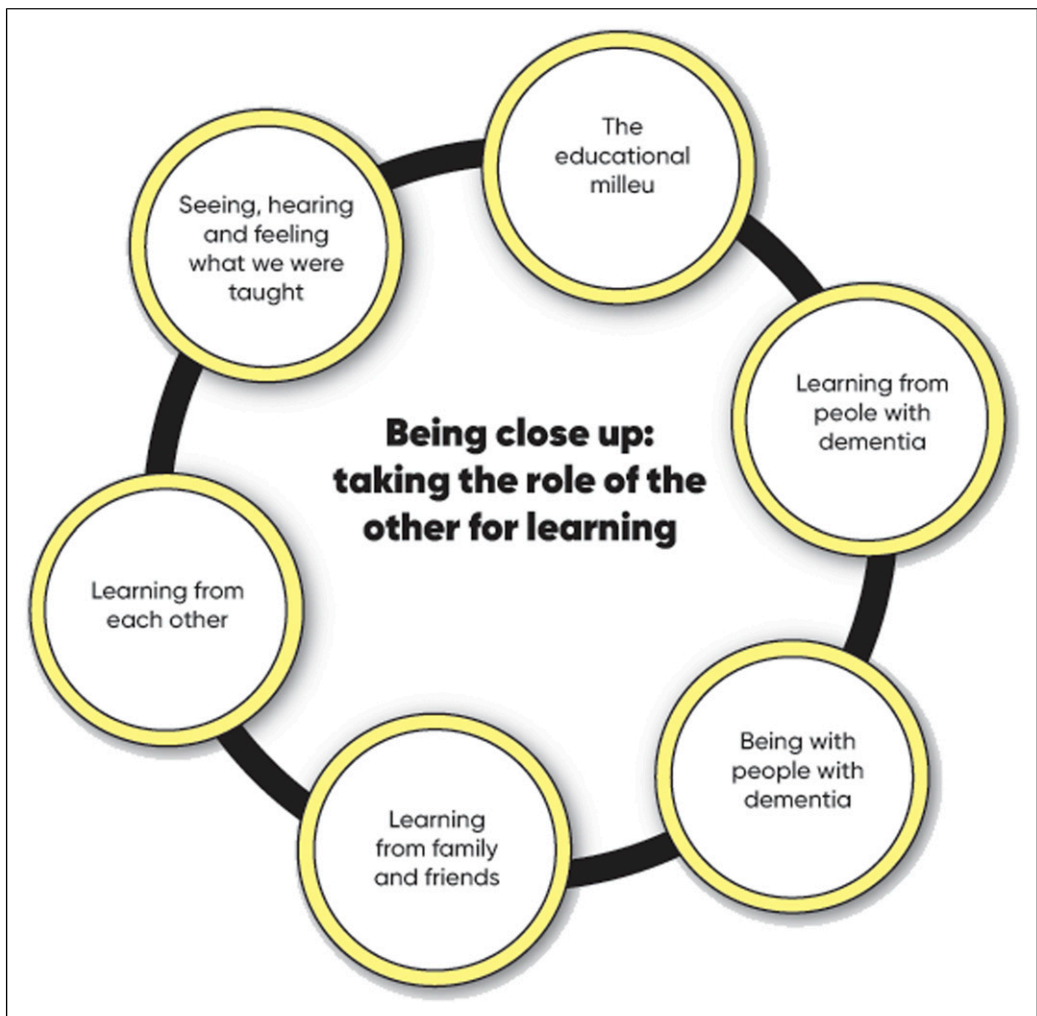 The
educational
milleu
Seeing, hearing
and feeling
what we were
taught
Learning from
peole with
dementia
Being close up:
taking the role of the
other for learning
Learning from
each other
Being with
people with
dementia
Learning
from family
and friends